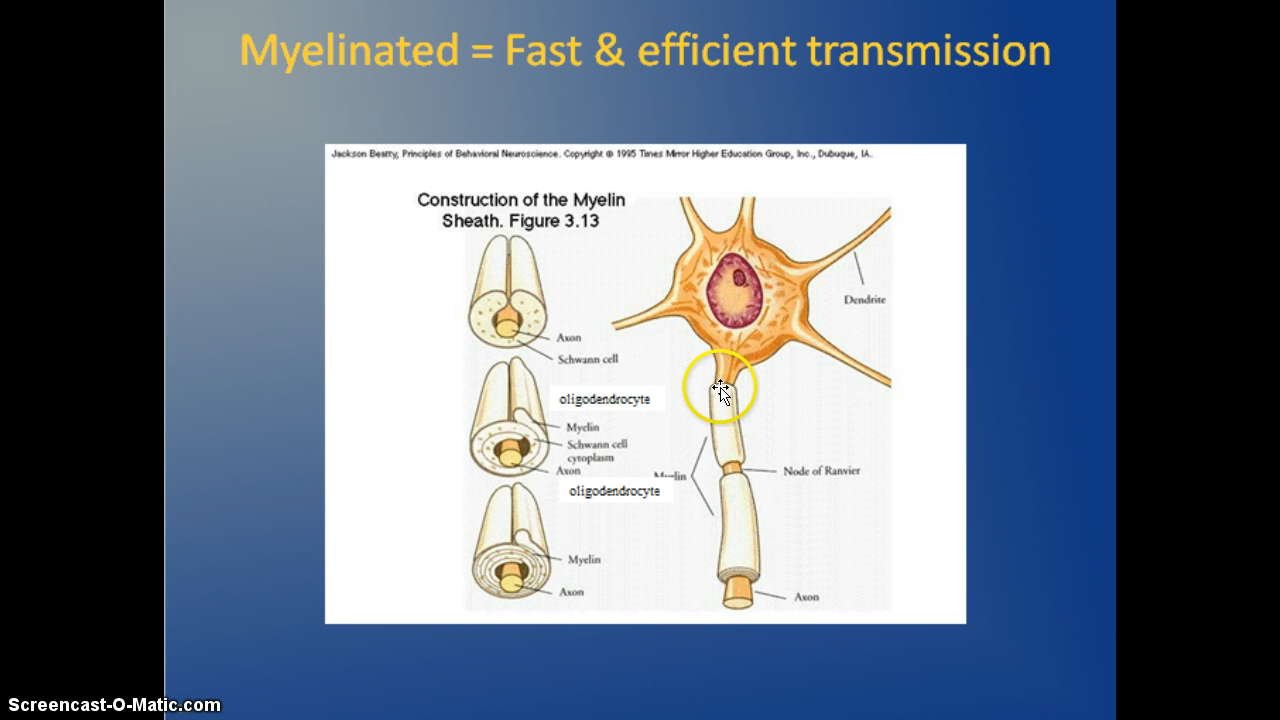 Myelinated = Fast & efficient transmission
Jackson Beatty, Principles of Behavioral Neuroscience. Copyright ® 1995 Times Mirror Higher Education Group, Inc., Dubuque, IA.
Construction of the Myelin
Sheath. Figure 3.13
Dendrite
Axon
Schwann cell
oligodendrocyte
Myelin
Schwann cell
cytoplasm
Axon
Myelin
Node of Ranvier
oligodendrocyte
Myelin
Axon
Axon
Screencast-O-Matic.com